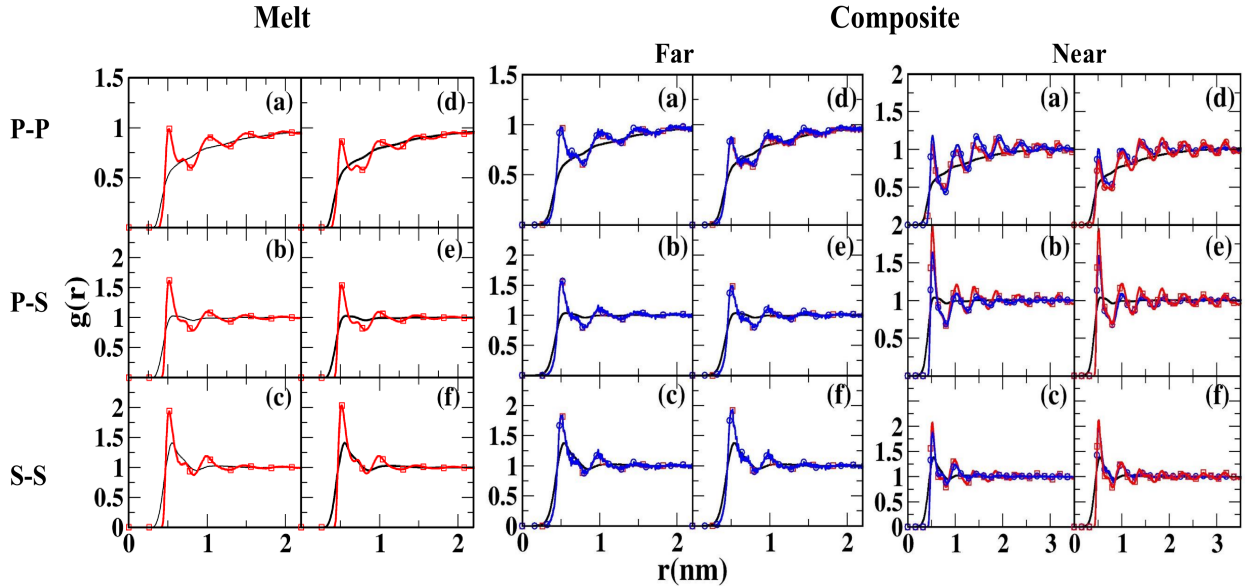 Melt Composite
Far Near
1.5 1.5 2
(a) (d) (a) (d) (a) (d)
P-P 1 1 1.5
1
0.5 0.5 0.5
0 0 2
(b) (e) (b) (e) (b) (e)
2 2 1.5
g(r)
P-S 1.5 1.5 1
1 1
0.5 0.5 0.5
(c) (f) (c) (f) (c) (f)
2 2 2
1.5 1.5 1.5
S-S 1 1 1
0.5 0.5 0.5
0 0 0
0 1 2 1 2 0 1 2 1 2 0 1 2 3 0 1 2 3
r(nm)